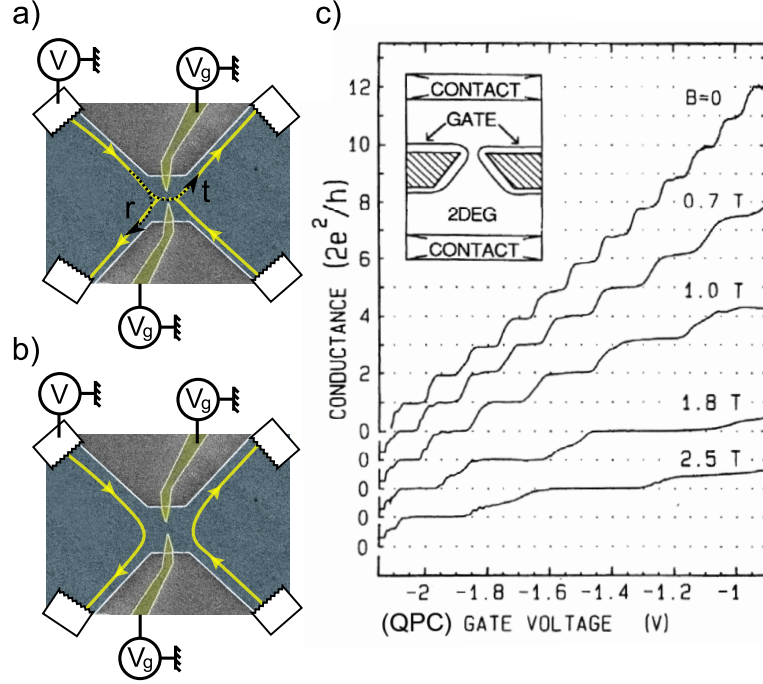 a)
V
Vg
r
t
Vg
b)
V
Vg
Vg
c)
CONDUCTANCE (2e²/h)
12
10
8
6
4
2
0
0
0
0
0
CONTACT
GATE
2DEG
CONTACT
B=0
0.7 T
1.0 T
1.8 T
2.5 T
-2 -1.8 -1.6 -1.4 -1.2 -1
(QPC) GATE VOLTAGE (V)